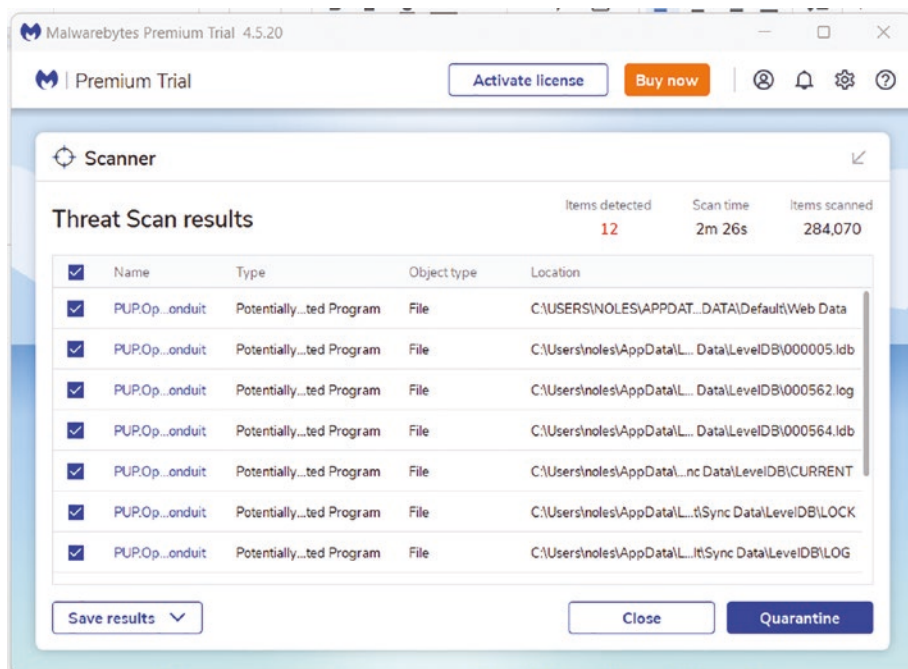 Malwarebytes Premium Trial 4.5.20
Premium Trial
Activate license
Buy now
Scanner
Threat Scan results
Items detected
12
Scan time
2m 26s
Items scanned
284,070
Name Type Object type Location
PUP.Op...onduit Potentially...ted Program File C:\USERS\NOLES\APPDAT...DATA\Default\Web Data
PUP.Op...onduit Potentially...ted Program File C:\Users\noles\AppData\L... Data\LevelDB\000005.ldb
PUP.Op...onduit Potentially...ted Program File C:\Users\noles\AppData\L... Data\LevelDB\000562.log
PUP.Op...onduit Potentially...ted Program File C:\Users\noles\AppData\L... Data\LevelDB\000564.ldb
PUP.Op...onduit Potentially...ted Program File C:\Users\noles\AppData\...nc Data\LevelDB\CURRENT
PUP.Op...onduit Potentially...ted Program File C:\Users\noles\AppData\L...t\Sync Data\LevelDB\LOCK
PUP.Op...onduit Potentially...ted Program File C:\Users\noles\AppData\L...lt\Sync Data\LevelDB\LOG
Save results
Close
Quarantine